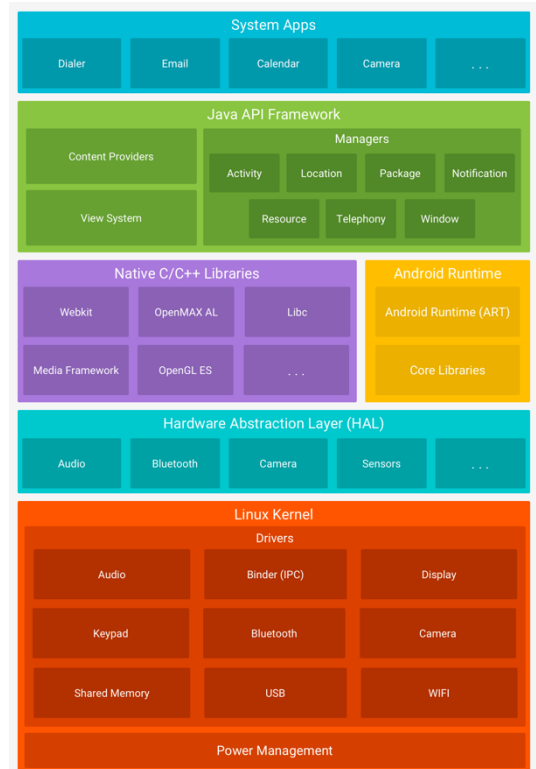 System Apps
Dialer
Email
Calendar
Camera
. . .
Java API Framework
Content Providers
View System
Managers
Activity
Location
Package
Notification
Resource
Telephony
Window
Native C/C++ Libraries
Webkit
OpenMAX AL
Libc
Media Framework
OpenGL ES
. . .
Android Runtime
Android Runtime (ART)
Core Libraries
Hardware Abstraction Layer (HAL)
Audio
Bluetooth
Camera
Sensors
. . .
Linux Kernel
Drivers
Audio
Binder (IPC)
Display
Keypad
Bluetooth
Camera
Shared Memory
USB
WIFI
Power Management